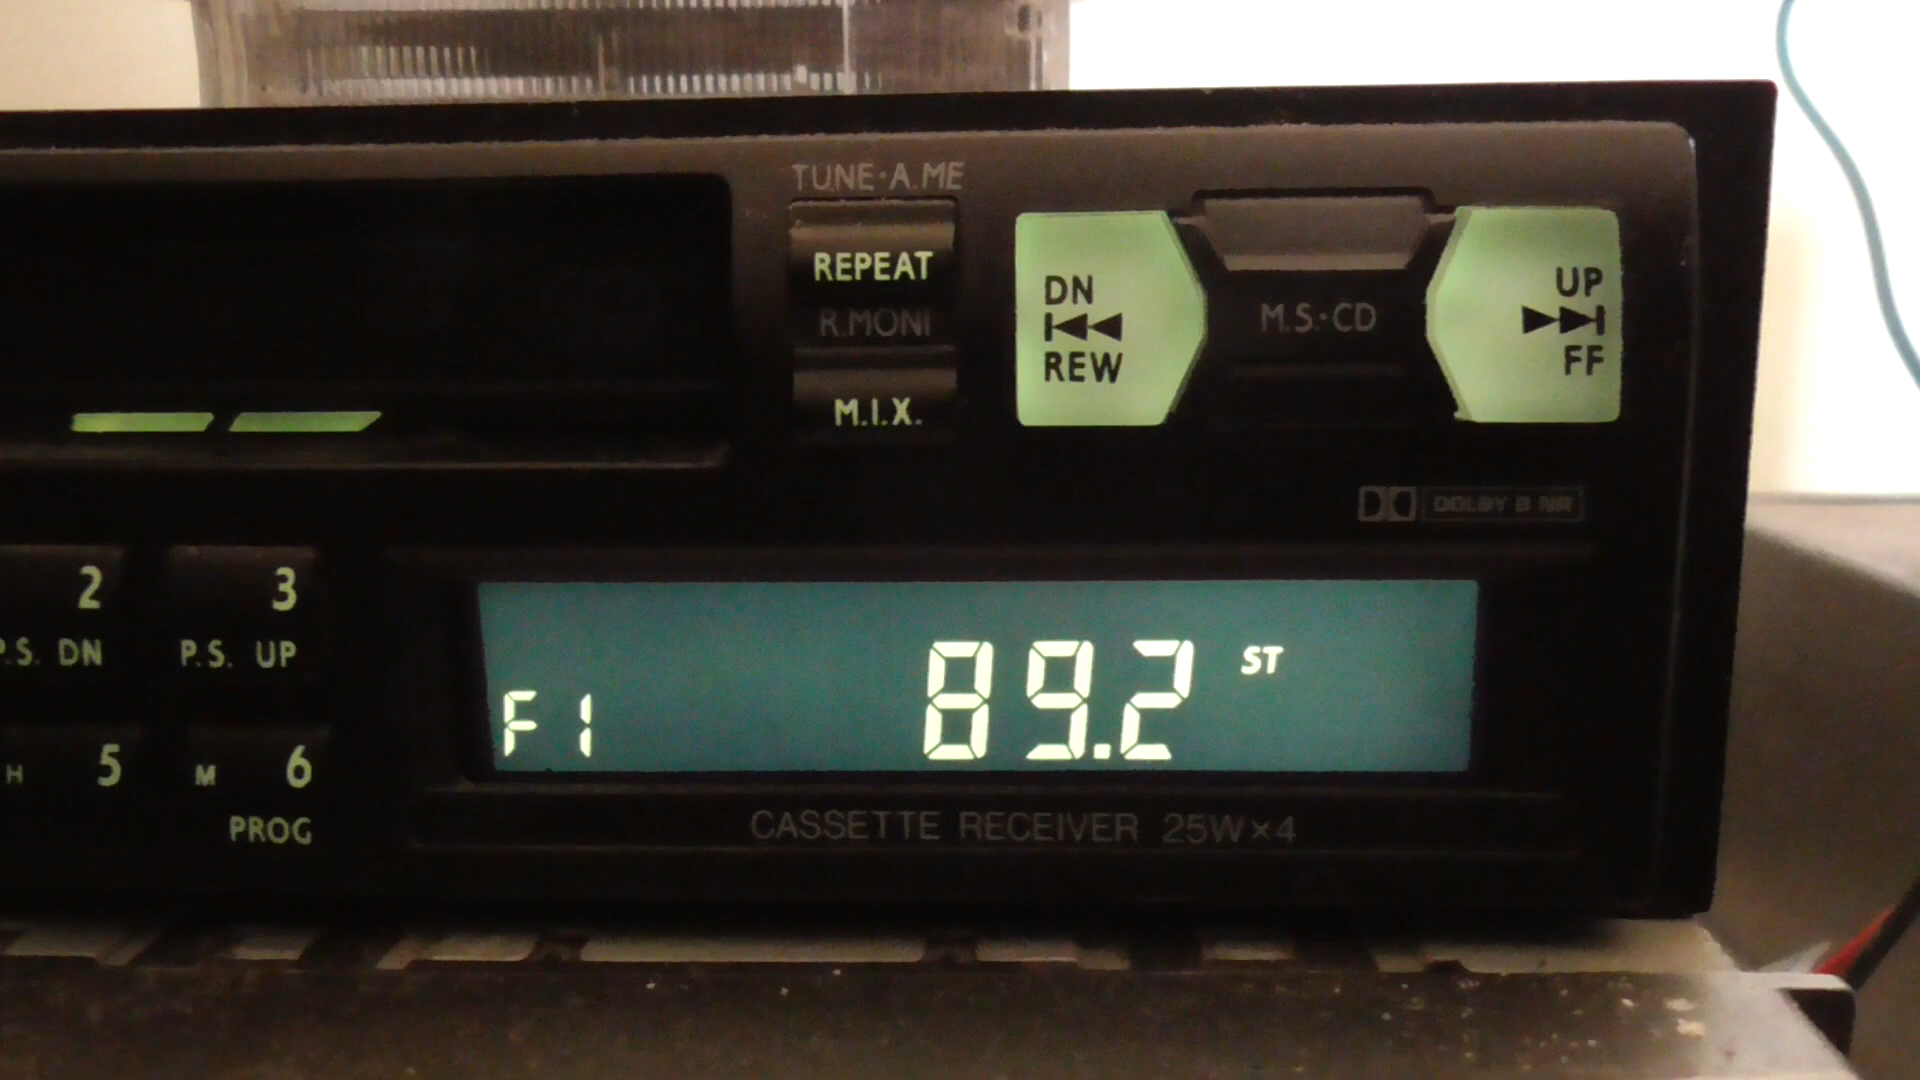 TUNE·A.ME
REPEAT
R.MONI
M.I.X.
DN
REW
M.S.·CD
UP
FF
DOLBY B NR
2
3
P.S. DN
P.S. UP
F1
89.2
ST
H 5
M 6
PROG
CASSETTE RECEIVER 25W×4